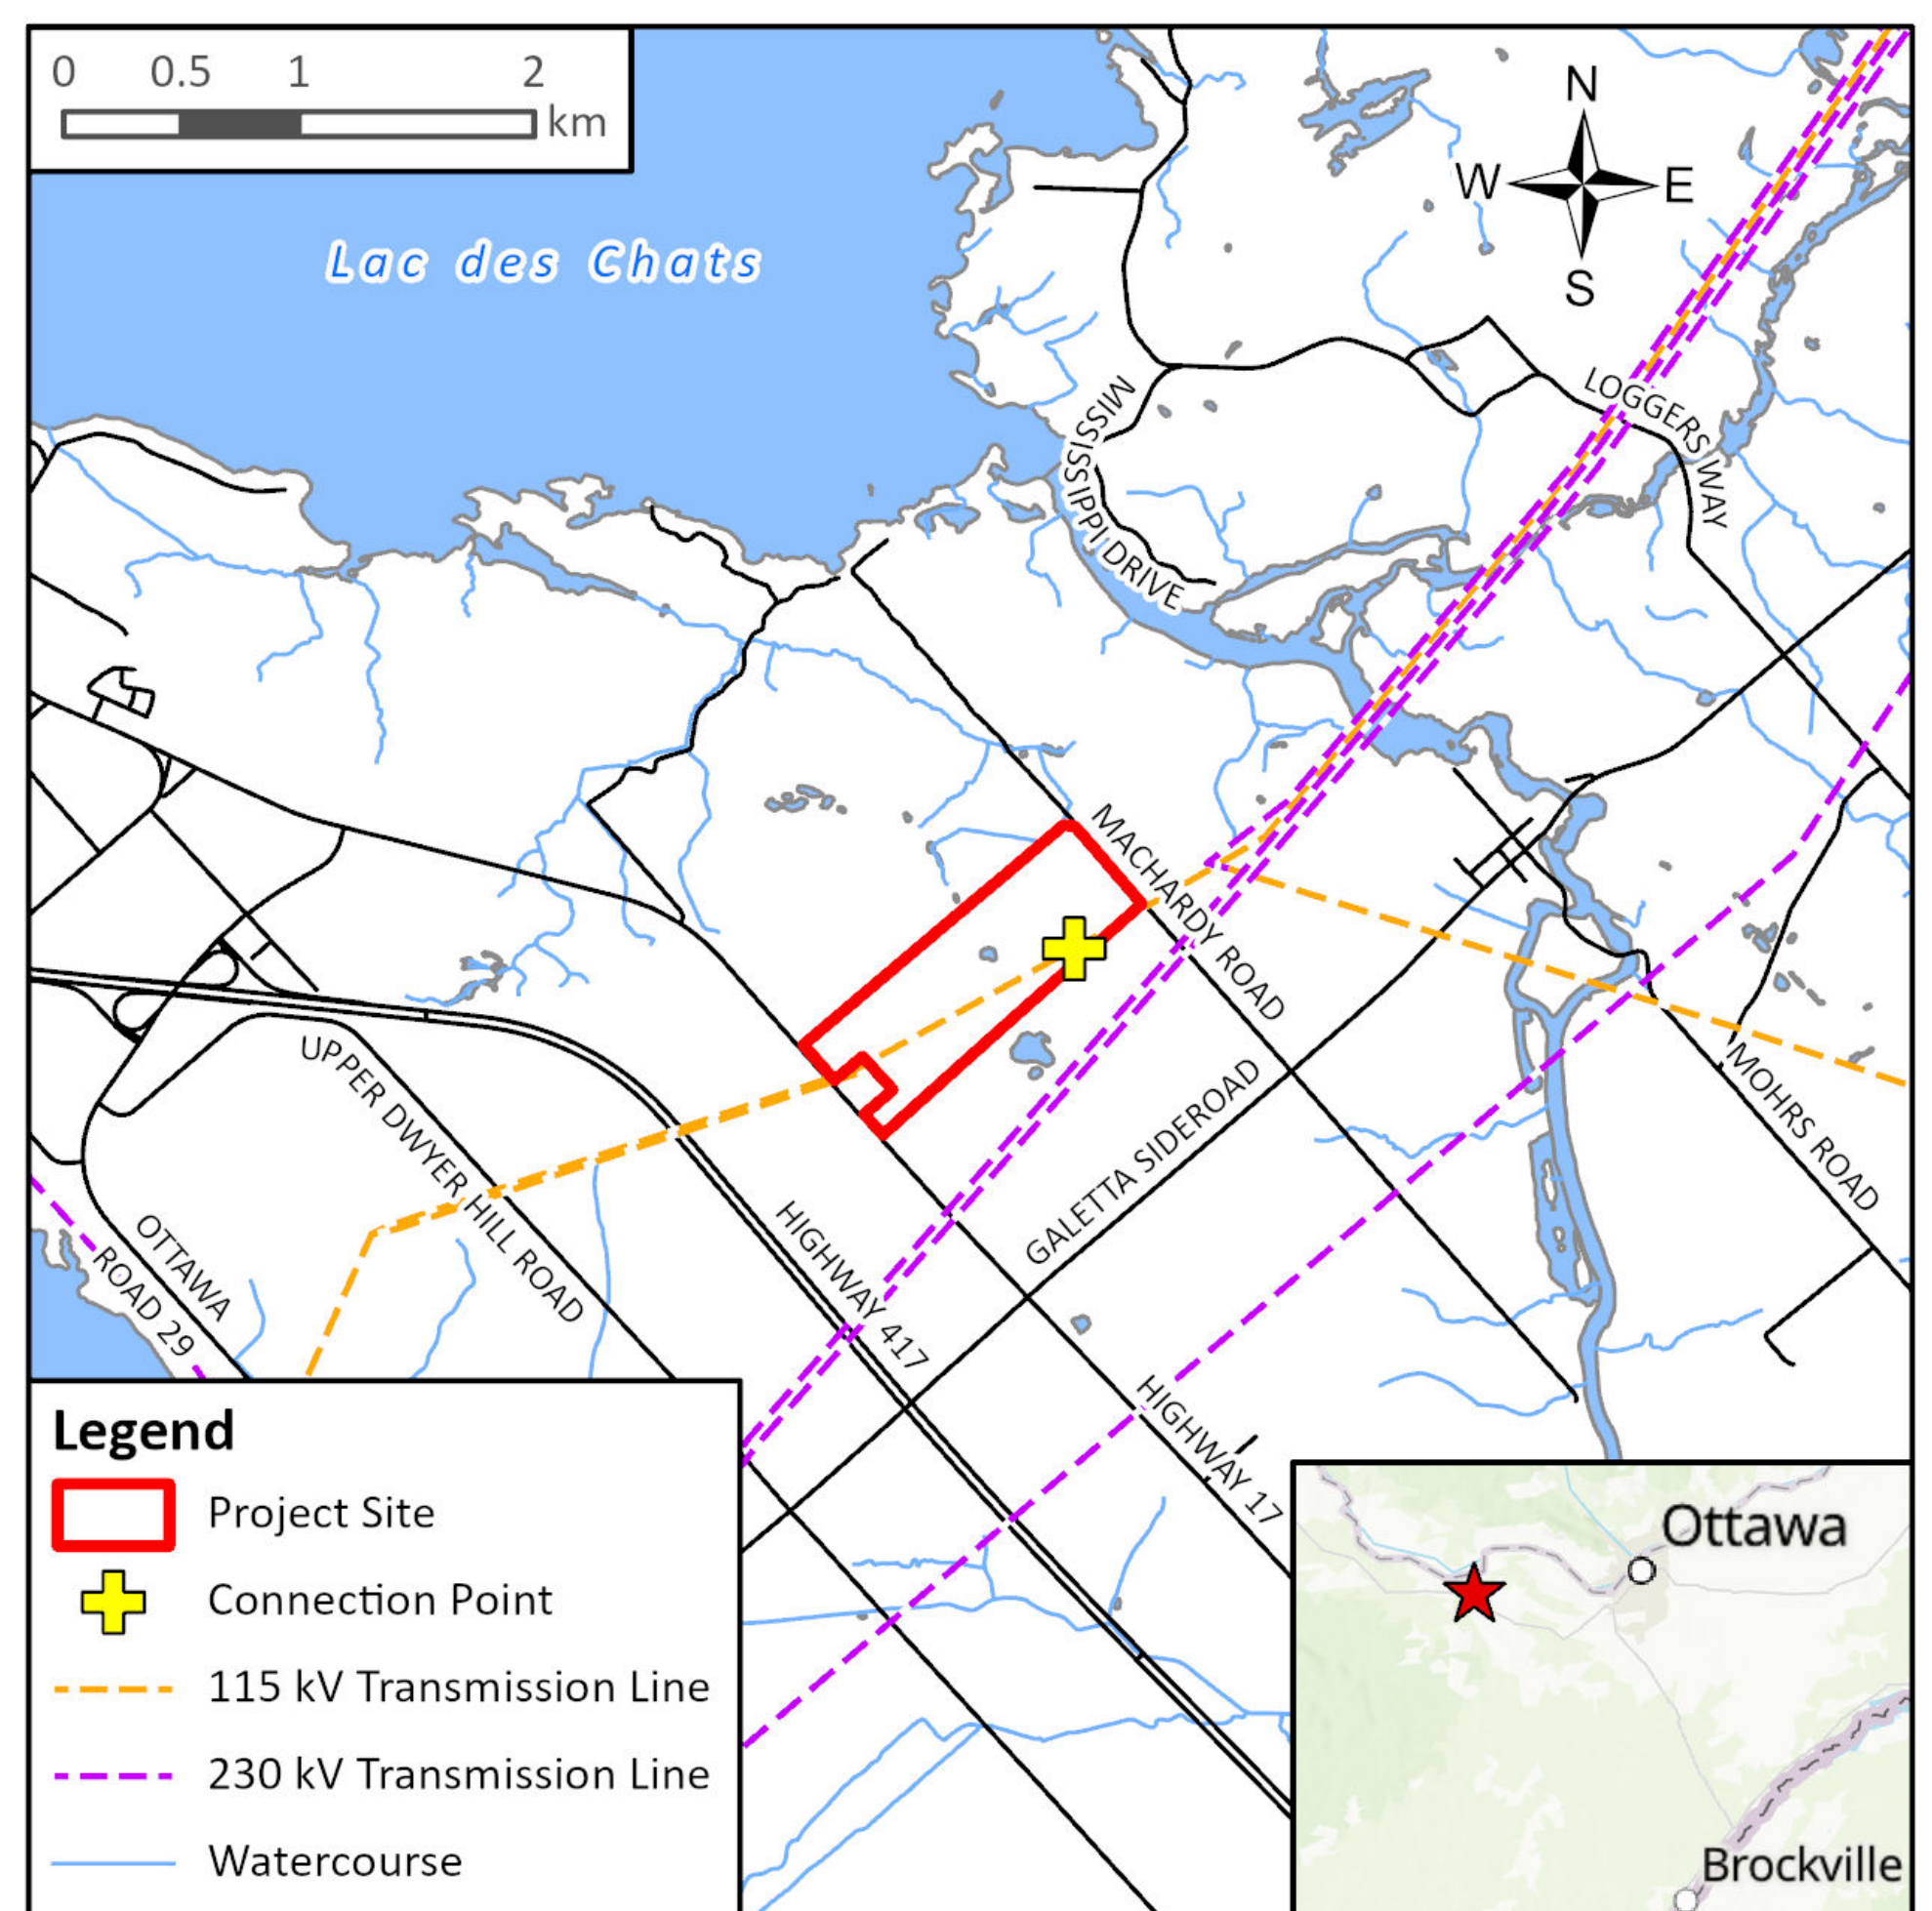 0 0.5 1 2
km
N
W E
S
Lac des Chats
LOGGERS WAY
MISSISSIPPI DRIVE
MACHARDY ROAD
UPPER DWYER HILL ROAD
MOHRS ROAD
GALETTA SIDEROAD
OTTAWA
ROAD 29
HIGHWAY 417
HIGHWAY 17
Legend
Project Site
Connection Point
115 kV Transmission Line
230 kV Transmission Line
Watercourse
Ottawa
Brockville